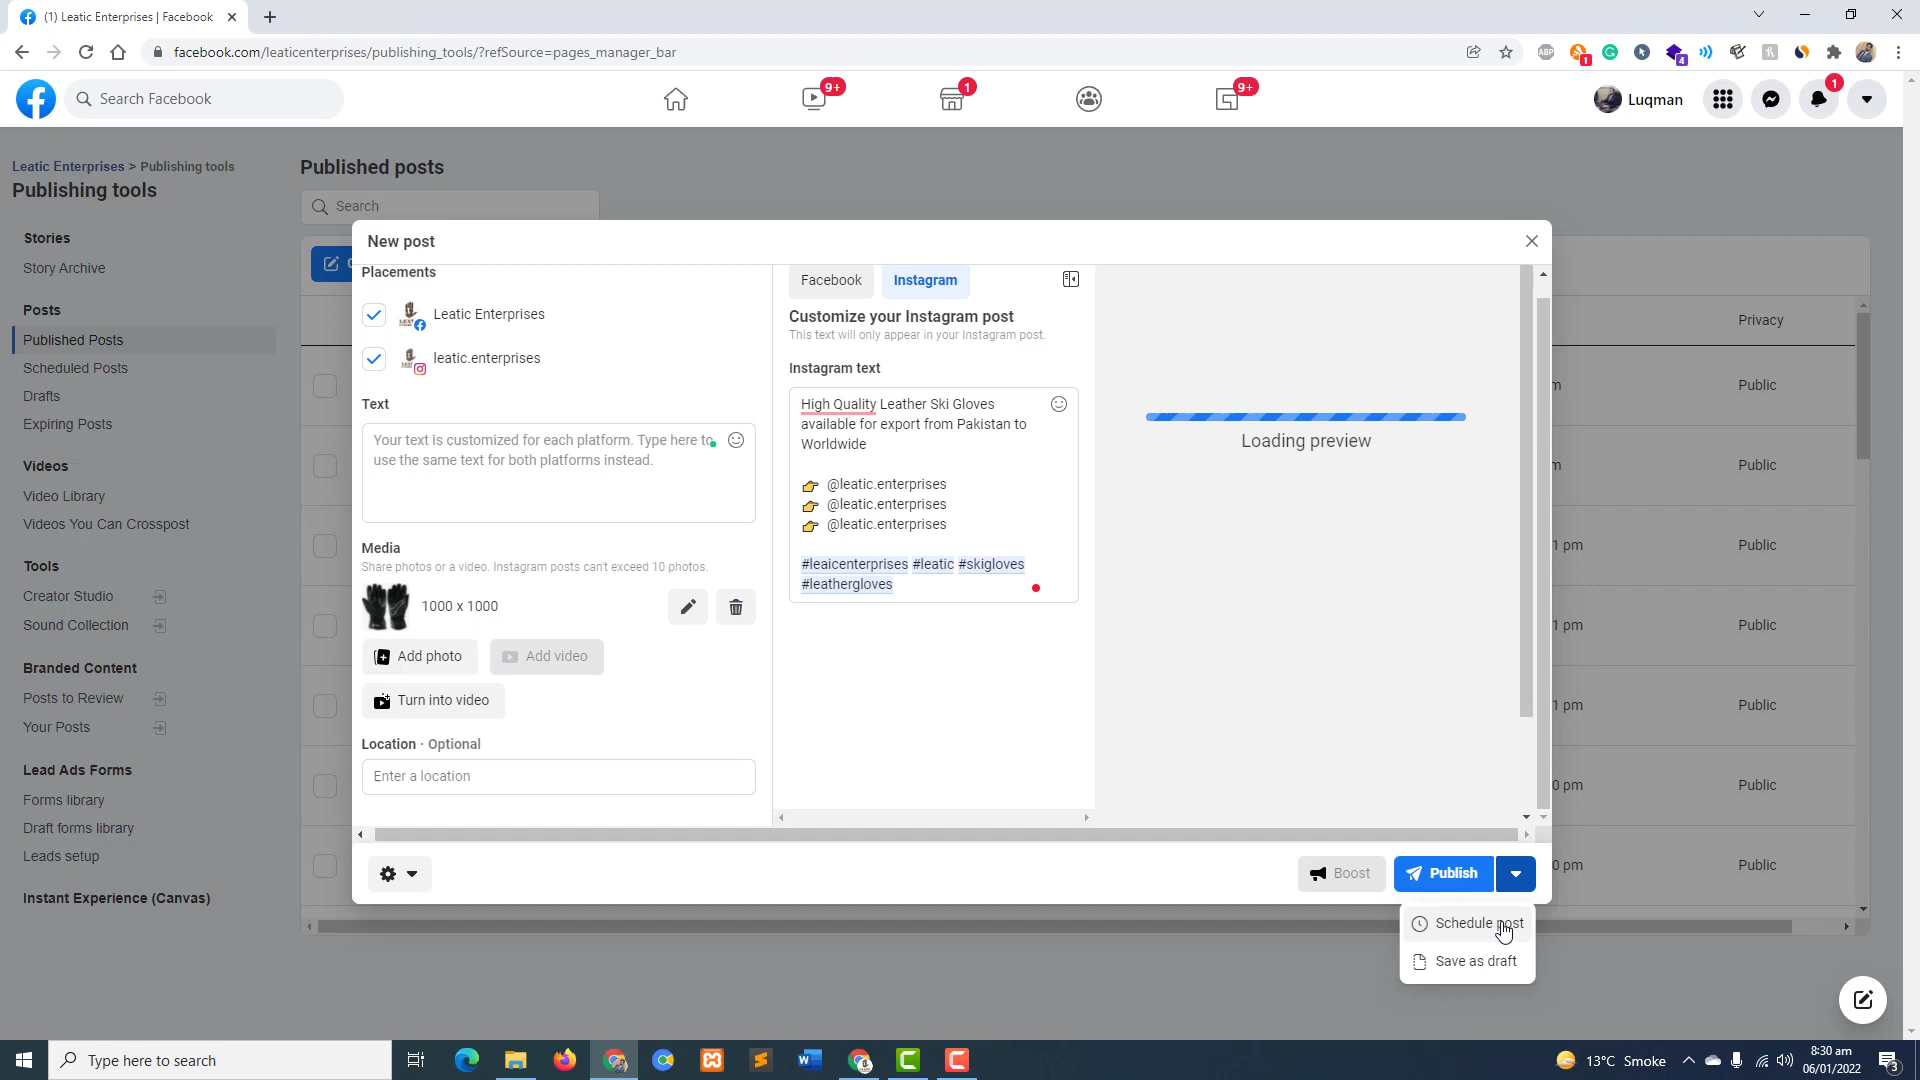 (1) Leatic Enterprises | Facebook
facebook.com/leaticenterprises/publishing_tools/?refSource=pages_manager_bar
ABP
1
4
Search Facebook
9+
1
9+
Luqman
1
Leatic Enterprises > Publishing tools
Publishing tools
Stories
Story Archive
Posts
Published Posts
Scheduled Posts
Drafts
Expiring Posts
Videos
Video Library
Videos You Can Crosspost
Tools
Creator Studio
Sound Collection
Branded Content
Posts to Review
Your Posts
Lead Ads Forms
Forms library
Draft forms library
Leads setup
Instant Experience (Canvas)
Published posts
Search
New post
Placements
Leatic Enterprises
leatic.enterprises
Text
Your text is customized for each platform. Type here to
use the same text for both platforms instead.
Media
Share photos or a video. Instagram posts can't exceed 10 photos.
1000 x 1000
Add photo
Add video
Turn into video
Location · Optional
Enter a location
Facebook
Instagram
Customize your Instagram post
This text will only appear in your Instagram post.
Instagram text
High Quality Leather Ski Gloves
available for export from Pakistan to
Worldwide
👉 @leatic.enterprises
👉 @leatic.enterprises
👉 @leatic.enterprises
#leaicenterprises #leatic #skigloves
#leathergloves
Loading preview
Privacy
m Public
m Public
1 pm Public
1 pm Public
1 pm Public
0 pm Public
0 pm Public
Boost
Publish
Schedule post
Save as draft
Type here to search
13°C Smoke
8:30 am
06/01/2022
3